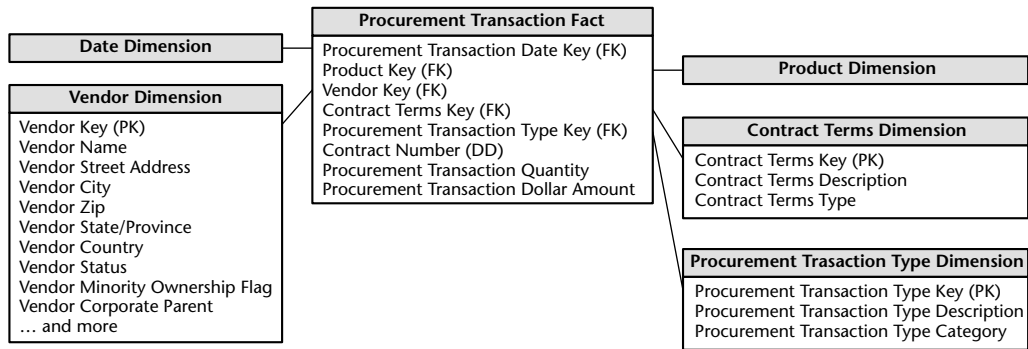 Date Dimension
Vendor Dimension
Vendor Key (PK)
Vendor Name
Vendor Street Address
Vendor City
Vendor Zip
Vendor State/Province
Vendor Country
Vendor Status
Vendor Minority Ownership Flag
Vendor Corporate Parent
… and more
Procurement Transaction Fact
Procurement Transaction Date Key (FK)
Product Key (FK)
Vendor Key (FK)
Contract Terms Key (FK)
Procurement Transaction Type Key (FK)
Contract Number (DD)
Procurement Transaction Quantity
Procurement Transaction Dollar Amount
Product Dimension
Contract Terms Dimension
Contract Terms Key (PK)
Contract Terms Description
Contract Terms Type
Procurement Trasaction Type Dimension
Procurement Transaction Type Key (PK)
Procurement Transaction Type Description
Procurement Transaction Type Category